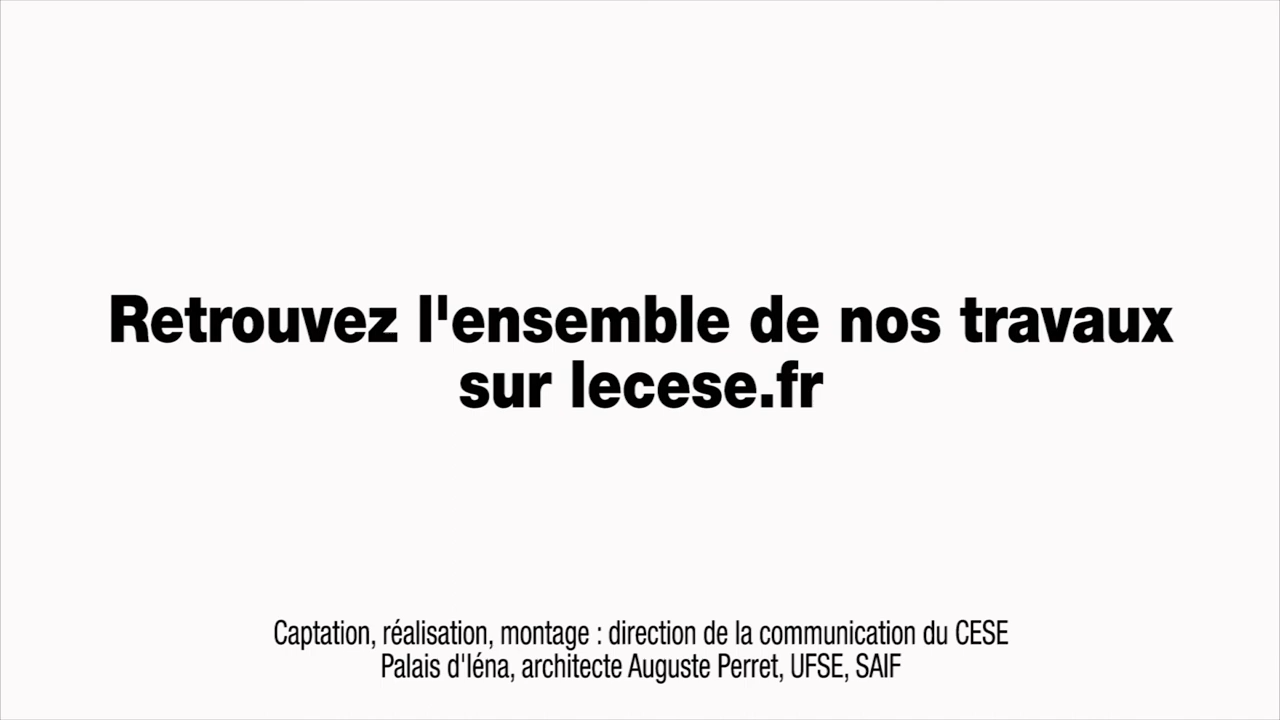 Retrouvez l'ensemble de nos travaux
sur lecese.fr
Captation, réalisation, montage : direction de la communication du CESE
Palais d'Iéna, architecte Auguste Perret, UFSE, SAIF